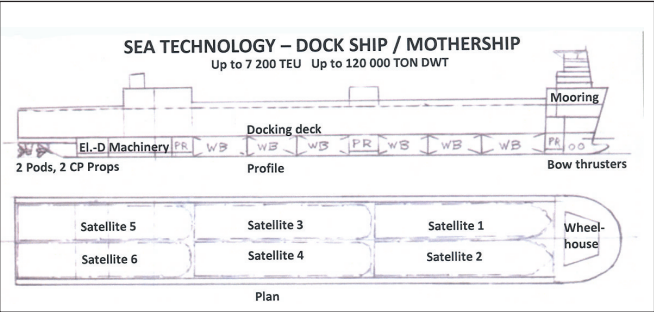 SEA TECHNOLOGY – DOCK SHIP / MOTHERSHIP
Up to 7 200 TEU Up to 120 000 TON DWT
Mooring
Docking deck
El.-D Machinery PR WB WB WB PR WB WB WB PR
2 Pods, 2 CP Props
Profile
Bow thrusters
Satellite 5 Satellite 3 Satellite 1
Wheel-
house
Satellite 6 Satellite 4 Satellite 2
Plan